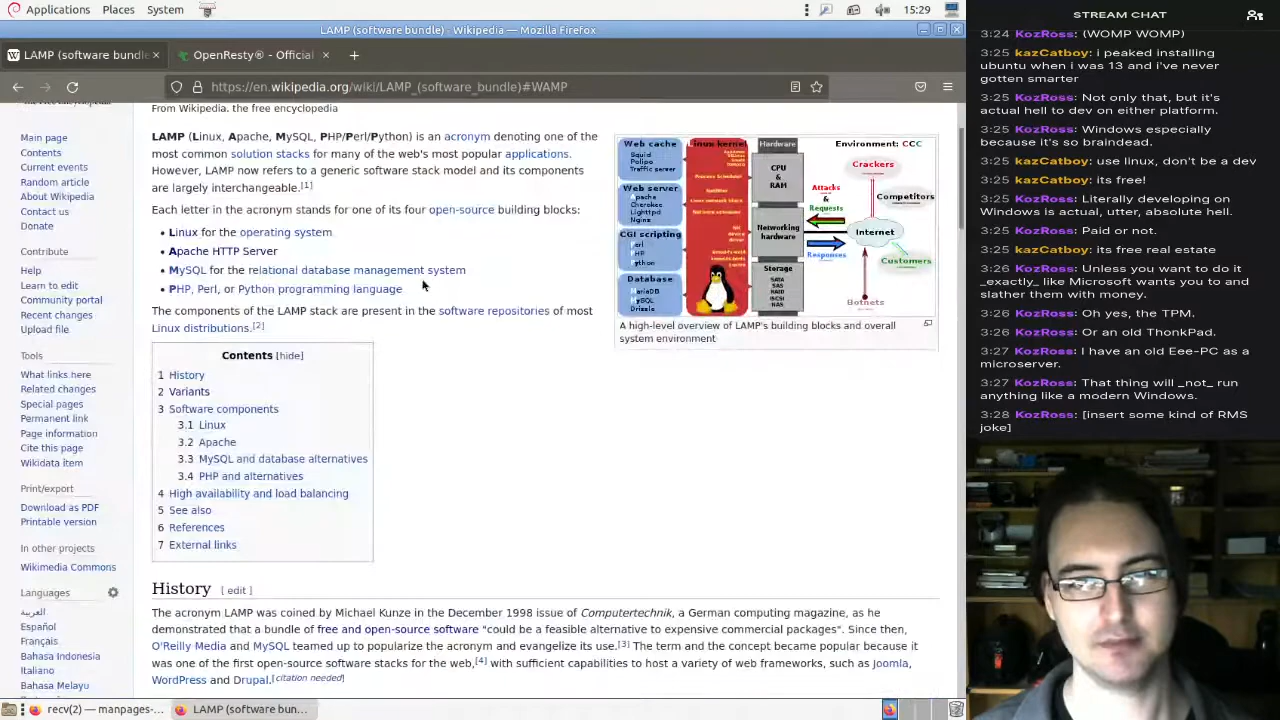 Applications Places System 15:29
LAMP (software bundle) - Wikipedia — Mozilla Firefox
LAMP (software bundle)
OpenResty® - Official
https://en.wikipedia.org/wiki/LAMP_(software_bundle)#WAMP
From Wikipedia, the free encyclopedia
Main page
Contents
Current events
Random article
About Wikipedia
Contact us
Donate
Contribute
Help
Learn to edit
Community portal
Recent changes
Upload file
Tools
What links here
Related changes
Special pages
Permanent link
Page information
Cite this page
Wikidata item
Print/export
Download as PDF
Printable version
In other projects
Wikimedia Commons
Languages
العربية
Español
Français
Bahasa Indonesia
Italiano
Bahasa Melayu
LAMP (Linux, Apache, MySQL, PHP/Perl/Python) is an acronym denoting one of the
most common solution stacks for many of the web's most popular applications.
However, LAMP now refers to a generic software stack model and its components
are largely interchangeable.[1]
Each letter in the acronym stands for one of its four open-source building blocks:
• Linux for the operating system
• Apache HTTP Server
• MySQL for the relational database management system
• PHP, Perl, or Python programming language
The components of the LAMP stack are present in the software repositories of most
Linux distributions.[2]
Web cache
Squid
Polipo
Traffic server
Web server
Apache
Cherokee
Lighttpd
Nginx
CGI scripting
Perl
PHP
Python
Database
MariaDB
MySQL
Drizzle
Linux kernel
Hardware
CPU
&
RAM
Networking
hardware
Storage
SATA
SAS
RAID
iSCSI
NAS
Environment: CCC
Crackers
Attacks
&
Requests
Competitors
Internet
Responses
Customers
Botnets
A high-level overview of LAMP's building blocks and overall
system environment
Contents [hide]
1 History
2 Variants
3 Software components
3.1 Linux
3.2 Apache
3.3 MySQL and database alternatives
3.4 PHP and alternatives
4 High availability and load balancing
5 See also
6 References
7 External links
History [ edit ]
The acronym LAMP was coined by Michael Kunze in the December 1998 issue of Computertechnik, a German computing magazine, as he
demonstrated that a bundle of free and open-source software "could be a feasible alternative to expensive commercial packages". Since then,
O'Reilly Media and MySQL teamed up to popularize the acronym and evangelize its use.[3] The term and the concept became popular because it
was one of the first open-source software stacks for the web,[4] with sufficient capabilities to host a variety of web frameworks, such as Joomla,
WordPress and Drupal.[citation needed]
recv(2) — manpages-...
LAMP (software bun...
STREAM CHAT
3:24 KozRoss: (WOMP WOMP)
3:25 kazCatboy: i peaked installing
ubuntu when i was 13 and i've never
gotten smarter
3:25 KozRoss: Not only that, but it's
actual hell to dev on either platform.
3:25 KozRoss: Windows especially
because it's so braindead.
3:25 kazCatboy: use linux, don't be a dev
3:25 kazCatboy: its free!
3:25 KozRoss: Literally developing on
Windows is actual, utter, absolute hell.
3:25 KozRoss: Paid or not.
3:25 kazCatboy: its free real estate
3:26 KozRoss: Unless you want to do it
_exactly_ like Microsoft wants you to and
slather them with money.
3:26 KozRoss: Oh yes, the TPM.
3:26 KozRoss: Or an old ThonkPad.
3:27 KozRoss: I have an old Eee-PC as a
microserver.
3:27 KozRoss: That thing will _not_ run
anything like a modern Windows.
3:28 KozRoss: [insert some kind of RMS
joke]